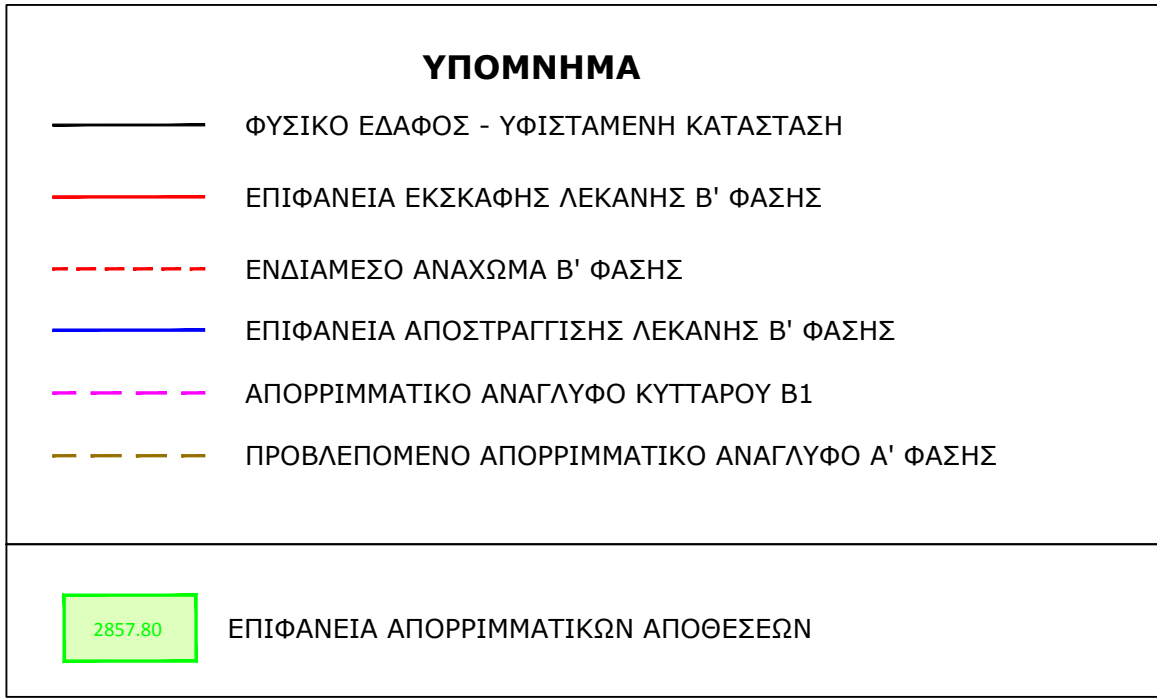 ΥΠΟΜΝΗΜΑ
ΦΥΣΙΚΟ ΕΔΑΦΟΣ - ΥΦΙΣΤΑΜΕΝΗ ΚΑΤΑΣΤΑΣΗ
ΕΠΙΦΑΝΕΙΑ ΕΚΣΚΑΦΗΣ ΛΕΚΑΝΗΣ Β' ΦΑΣΗΣ
ΕΝΔΙΑΜΕΣΟ ΑΝΑΧΩΜΑ Β' ΦΑΣΗΣ
ΕΠΙΦΑΝΕΙΑ ΑΠΟΣΤΡΑΓΓΙΣΗΣ ΛΕΚΑΝΗΣ Β' ΦΑΣΗΣ
ΑΠΟΡΡΙΜΜΑΤΙΚΟ ΑΝΑΓΛΥΦΟ ΚΥΤΤΑΡΟΥ Β1
ΠΡΟΒΛΕΠΟΜΕΝΟ ΑΠΟΡΡΙΜΜΑΤΙΚΟ ΑΝΑΓΛΥΦΟ Α' ΦΑΣΗΣ
2857.80 ΕΠΙΦΑΝΕΙΑ ΑΠΟΡΡΙΜΜΑΤΙΚΩΝ ΑΠΟΘΕΣΕΩΝ